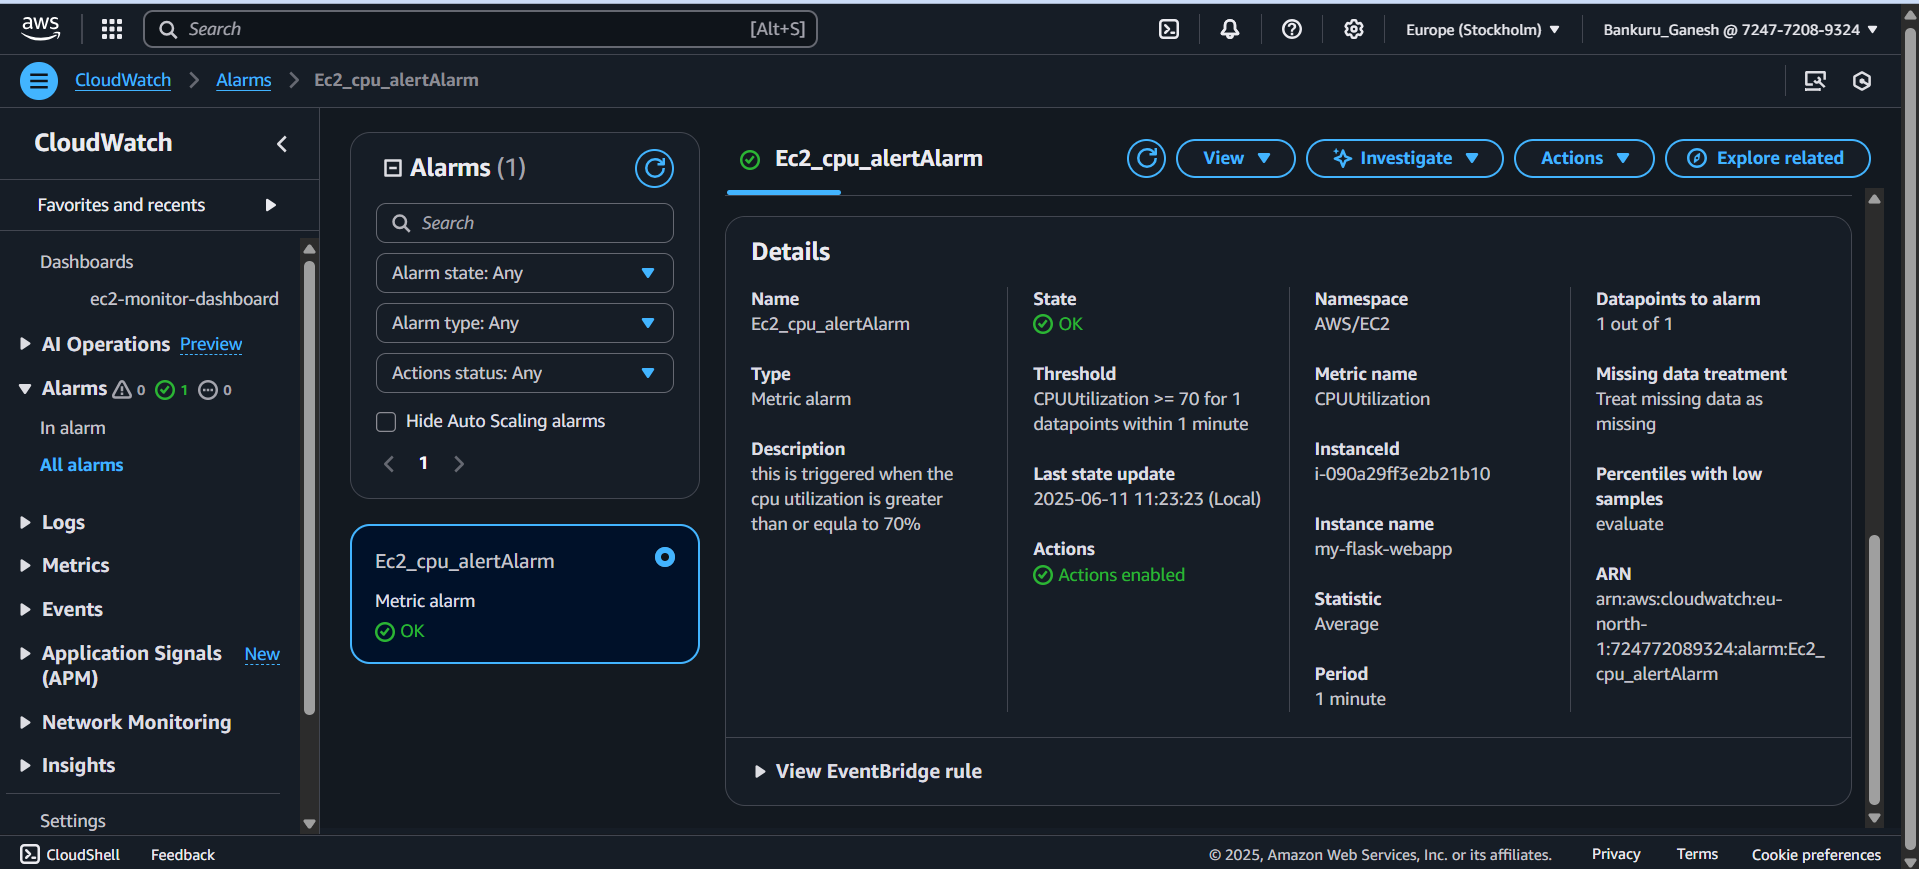 aws
Search
[Alt+S]
Europe (Stockholm)
Bankuru_Ganesh @ 7247-7208-9324
CloudWatch
Alarms
Ec2_cpu_alertAlarm
CloudWatch
Favorites and recents
Dashboards
ec2-monitor-dashboard
AI Operations Preview
Alarms 0 1 0
In alarm
All alarms
Logs
Metrics
Events
Application Signals New
(APM)
Network Monitoring
Insights
Settings
Alarms (1)
Search
Alarm state: Any
Alarm type: Any
Actions status: Any
Hide Auto Scaling alarms
1
Ec2_cpu_alertAlarm
Metric alarm
OK
Ec2_cpu_alertAlarm
View
Investigate
Actions
Explore related
Details
Name
Ec2_cpu_alertAlarm
Type
Metric alarm
Description
this is triggered when the
cpu utilization is greater
than or equla to 70%
State
OK
Threshold
CPUUtilization >= 70 for 1
datapoints within 1 minute
Last state update
2025-06-11 11:23:23 (Local)
Actions
Actions enabled
Namespace
AWS/EC2
Metric name
CPUUtilization
InstanceId
i-090a29ff3e2b21b10
Instance name
my-flask-webapp
Statistic
Average
Period
1 minute
Datapoints to alarm
1 out of 1
Missing data treatment
Treat missing data as
missing
Percentiles with low
samples
evaluate
ARN
arn:aws:cloudwatch:eu-
north-
1:724772089324:alarm:Ec2_
cpu_alertAlarm
View EventBridge rule
CloudShell
Feedback
© 2025, Amazon Web Services, Inc. or its affiliates.
Privacy
Terms
Cookie preferences